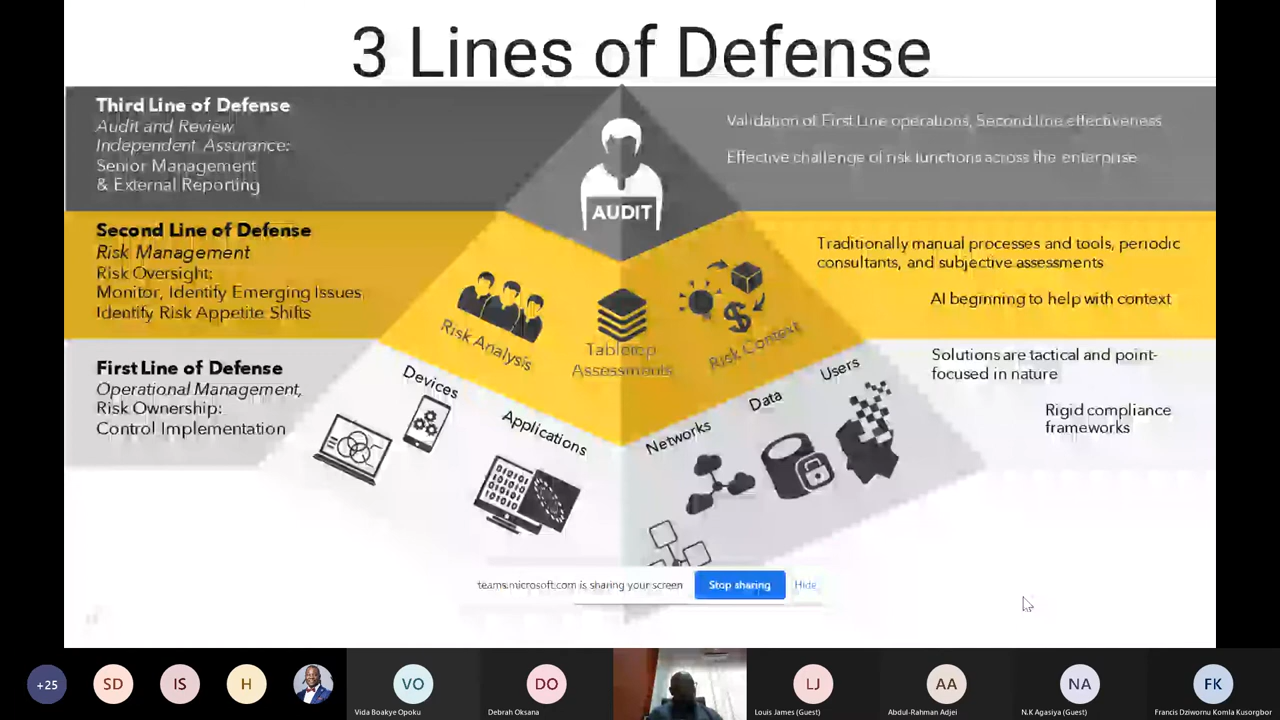 3 Lines of Defense
Third Line of Defense
Audit and Review
Independent Assurance:
Senior Management
& External Reporting
Validation of First Line operations, Second line effectiveness
Effective challenge of risk functions across the enterprise
AUDIT
Second Line of Defense
Risk Management
Risk Oversight:
Monitor, Identify Emerging Issues
Identify Risk Appetite Shifts
Risk Analysis
Tabletop
Assessments
Risk Context
Traditionally manual processes and tools, periodic
consultants, and subjective assessments
AI beginning to help with context
First Line of Defense
Operational Management,
Risk Ownership:
Control Implementation
Devices
Applications
Networks
Data
Users
010101
101010
010101
101010
Solutions are tactical and point-
focused in nature
Rigid compliance
frameworks
teams.microsoft.com is sharing your screen
Stop sharing
Hide
+25
SD
IS
H
VO
Vida Boakye Opoku
DO
Debrah Oksana
LJ
Louis James (Guest)
AA
Abdul-Rahman Adjei
NA
N.K Agasiya (Guest)
FK
Francis Dziwornu Komla Kusorgbor